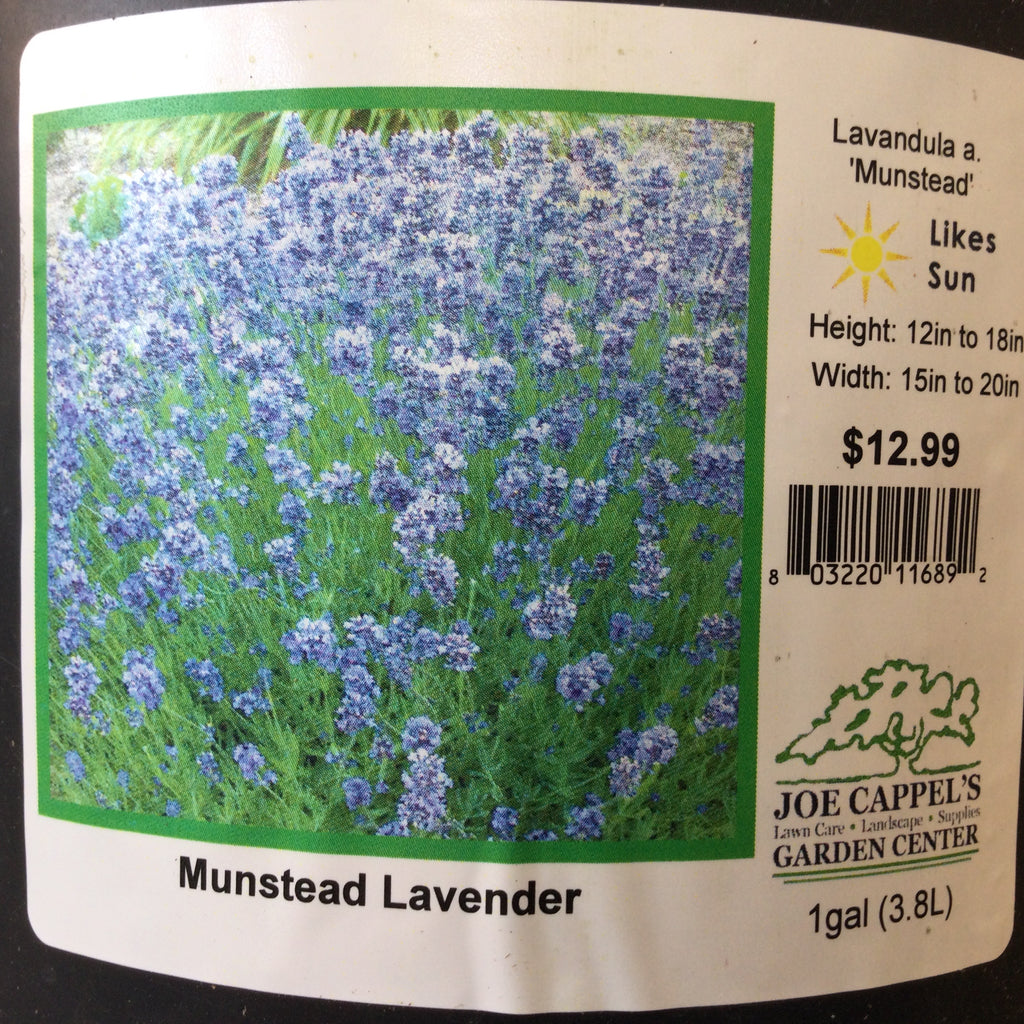 Lavandula a.
'Munstead'
Likes
Sun
Height: 12in to 18in
Width: 15in to 20in
$12.99
8 03220 11689 2
JOE CAPPEL'S
Lawn Care • Landscape • Supplies
GARDEN CENTER
1gal (3.8L)
Munstead Lavender